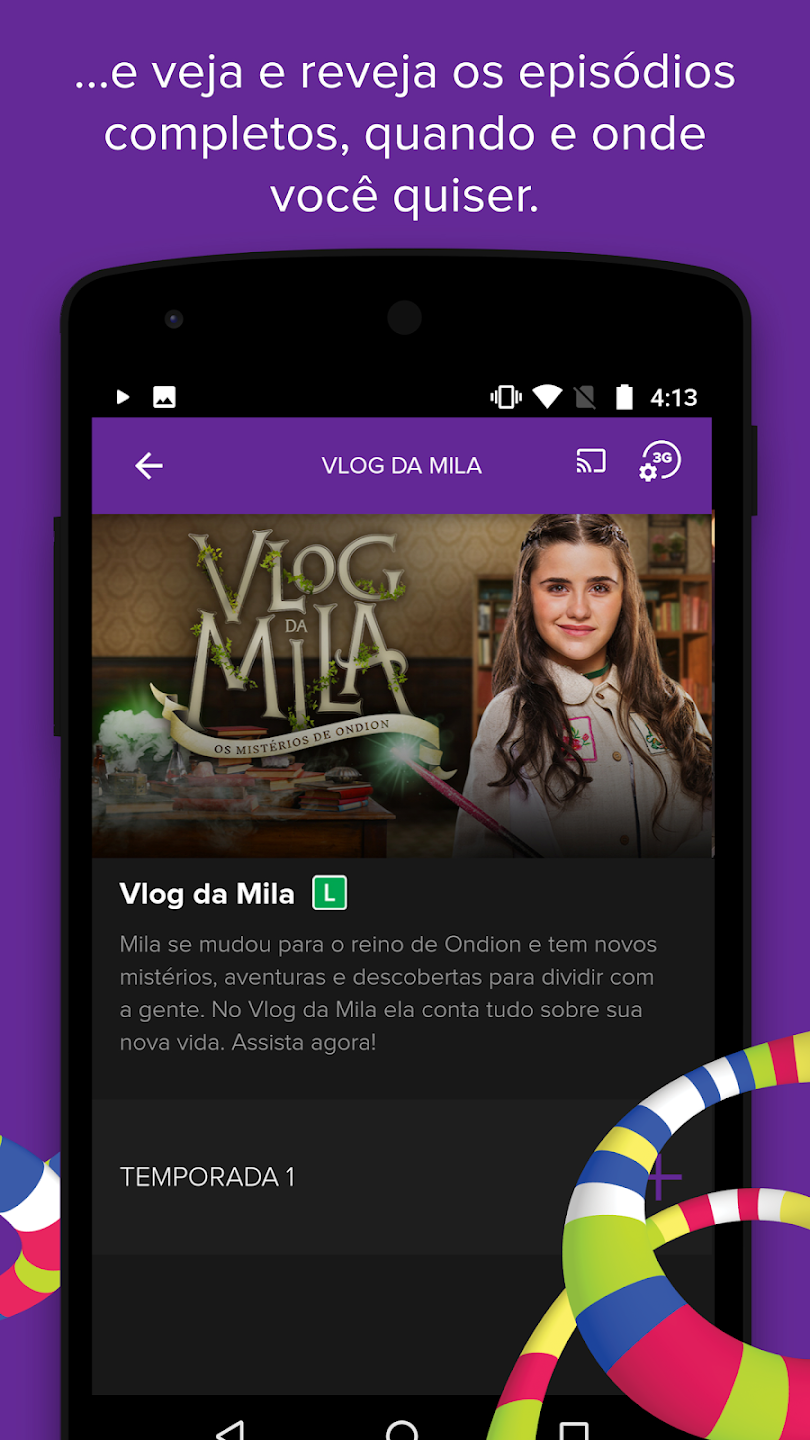 ...e veja e reveja os episódios
completos, quando e onde
você quiser.
4:13
VLOG DA MILA
3G
VLOG
DA
MILA
OS MISTÉRIOS DE ONDION
Vlog da Mila L
Mila se mudou para o reino de Ondion e tem novos
mistérios, aventuras e descobertas para dividir com
a gente. No Vlog da Mila ela conta tudo sobre sua
nova vida. Assista agora!
TEMPORADA 1